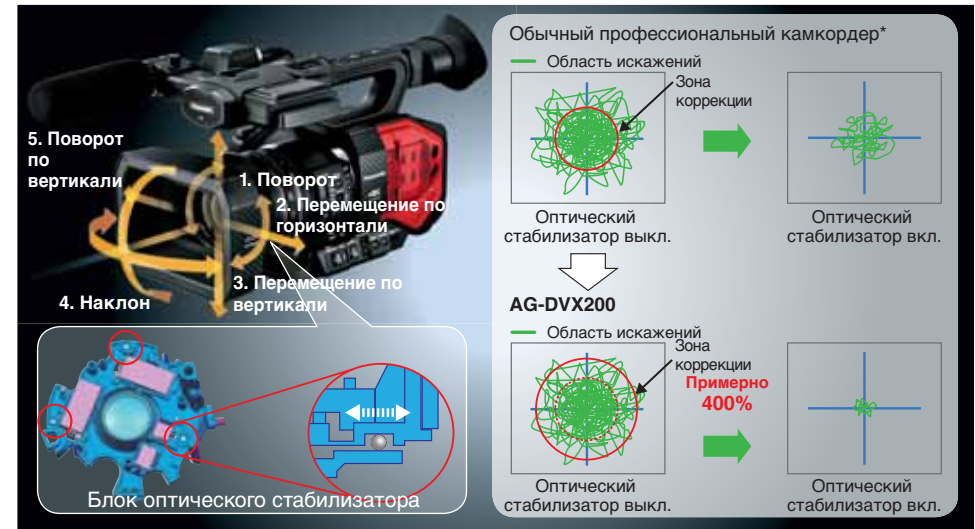 5. Поворот
по
вертикали
1. Поворот
2. Перемещение по
горизонтали
3. Перемещение по
вертикали
4. Наклон
Блок оптического стабилизатора
Обычный профессиональный камкордер*
Область искажений
Зона
коррекции
Оптический
стабилизатор выкл.
Оптический
стабилизатор вкл.
AG-DVX200
Область искажений
Зона
коррекции
Примерно
400%
Оптический
стабилизатор выкл.
Оптический
стабилизатор вкл.